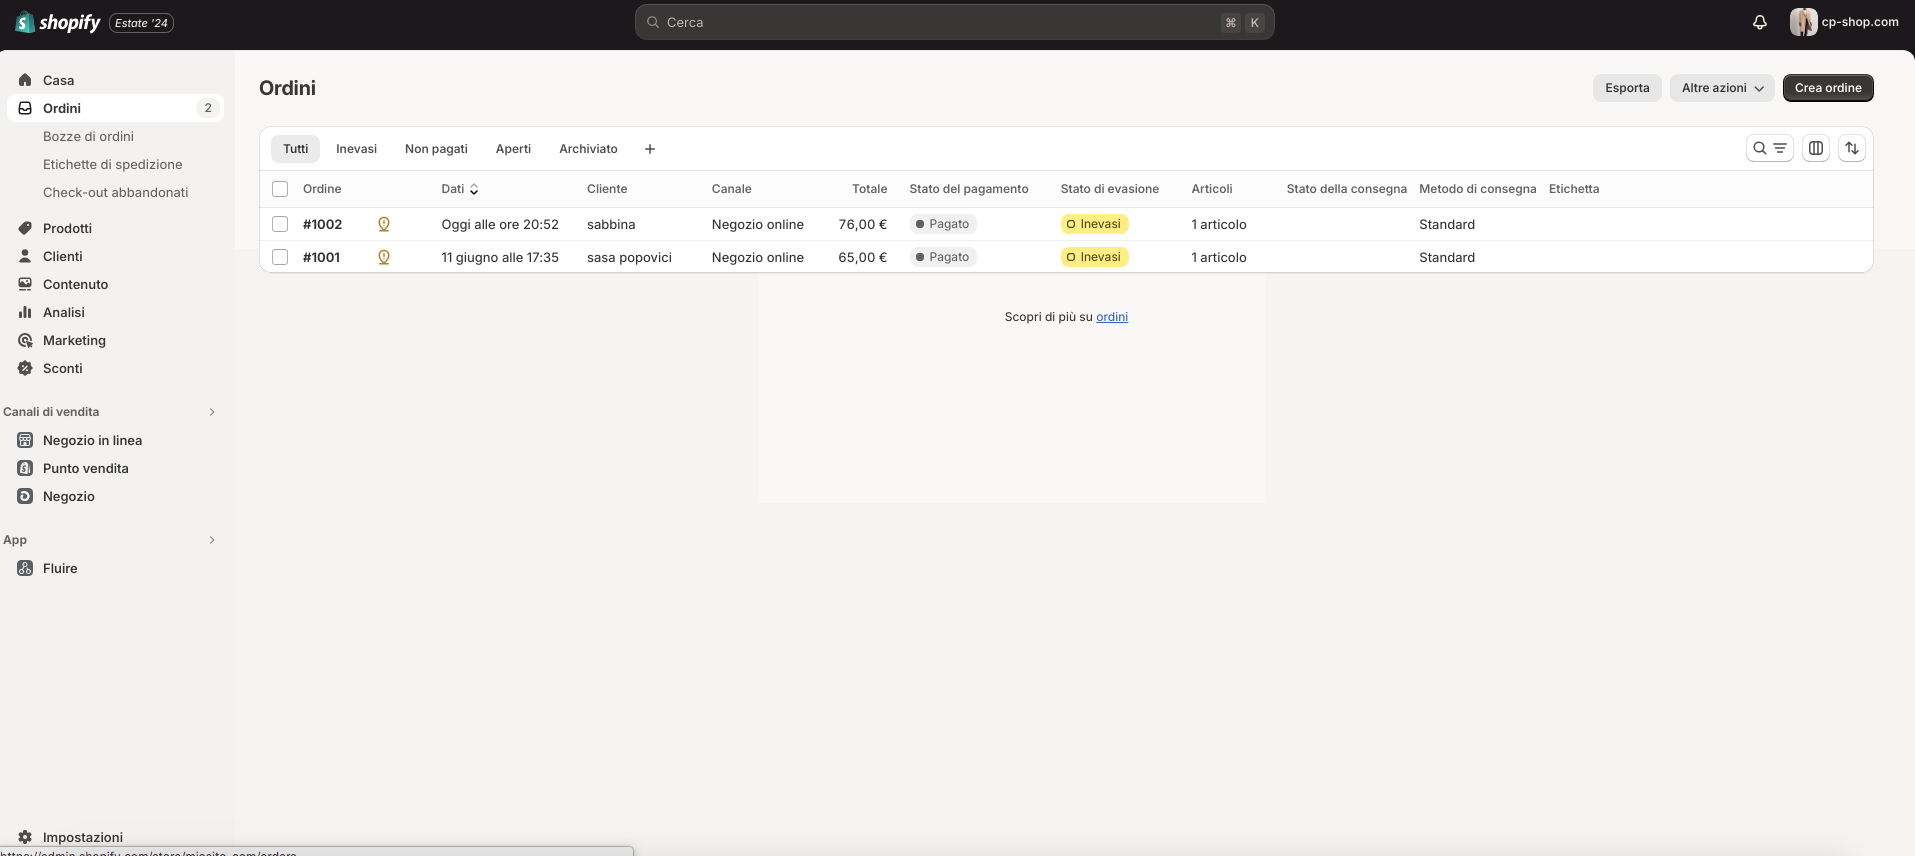 shopify Estate '24 Cerca ⌘ K cp-shop.com
Casa
Ordini 2
Bozze di ordini
Etichette di spedizione
Check-out abbandonati
Prodotti
Clienti
Contenuto
Analisi
Marketing
Sconti
Canali di vendita
Negozio in linea
Punto vendita
Negozio
App
Fluire
Impostazioni
Ordini Esporta Altre azioni Crea ordine
Tutti Inevasi Non pagati Aperti Archiviato +
Ordine Dati Cliente Canale Totale Stato del pagamento Stato di evasione Articoli Stato della consegna Metodo di consegna Etichetta
#1002 Oggi alle ore 20:52 sabbina Negozio online 76,00 € Pagato Inevasi 1 articolo Standard
#1001 11 giugno alle 17:35 sasa popovici Negozio online 65,00 € Pagato Inevasi 1 articolo Standard
Scopri di più su ordini